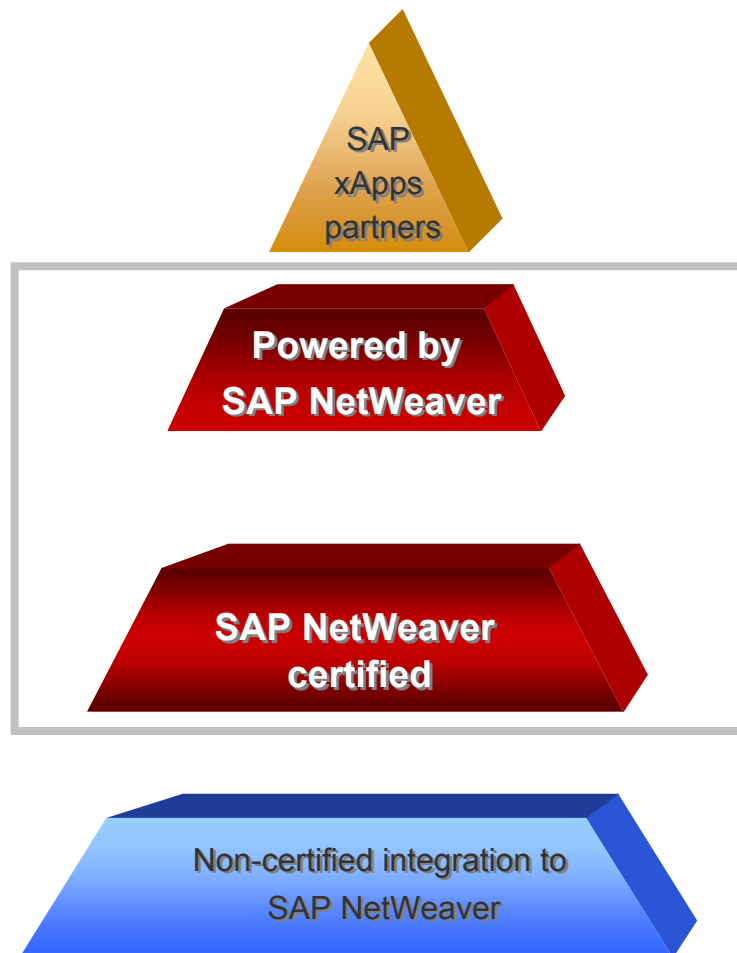 SAP
xApps
partners
Powered by
SAP NetWeaver
SAP NetWeaver
certified
Non-certified integration to
SAP NetWeaver